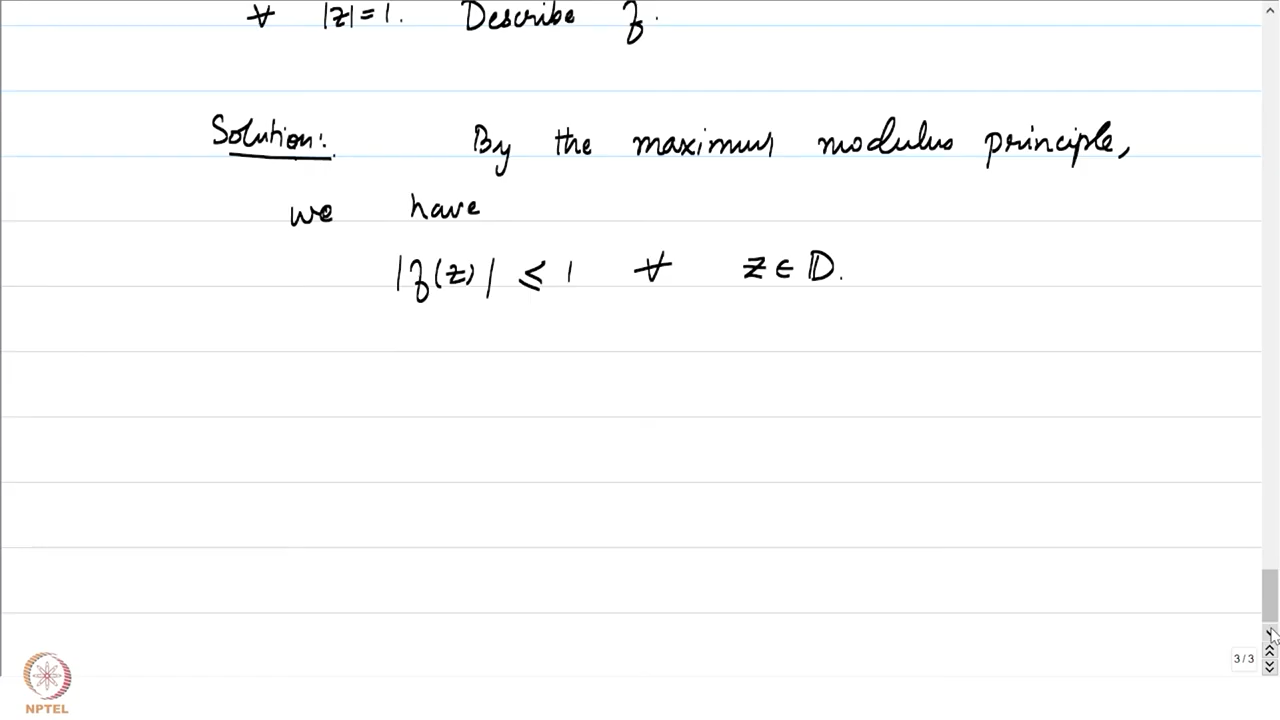 ∀ |z|=1. Describe f.
Solution: By the maximum modulus principle,
we have
|f(z)| ≤ 1 ∀ z ∈ 𝔻.
3 / 3
NPTEL